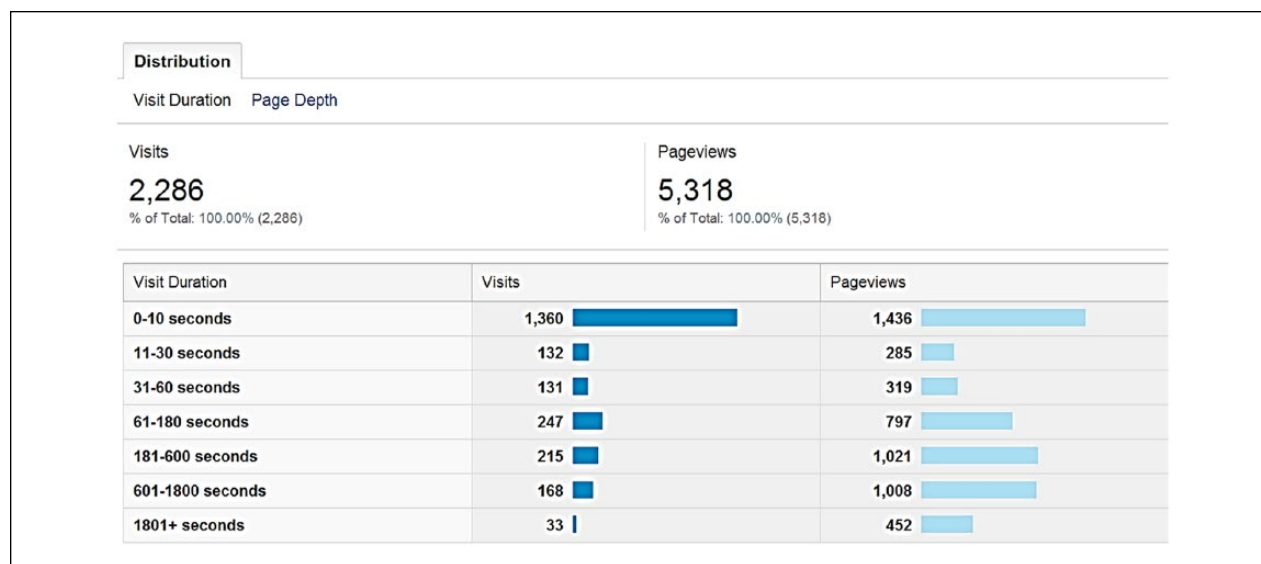 Distribution
Visit Duration Page Depth
Visits Pageviews
2,286 5,318
% of Total: 100.00% (2,286) % of Total: 100.00% (5,318)
Visit Duration Visits Pageviews
0-10 seconds 1,360 1,436
11-30 seconds 132 285
31-60 seconds 131 319
61-180 seconds 247 797
181-600 seconds 215 1,021
601-1800 seconds 168 1,008
1801+ seconds 33 452